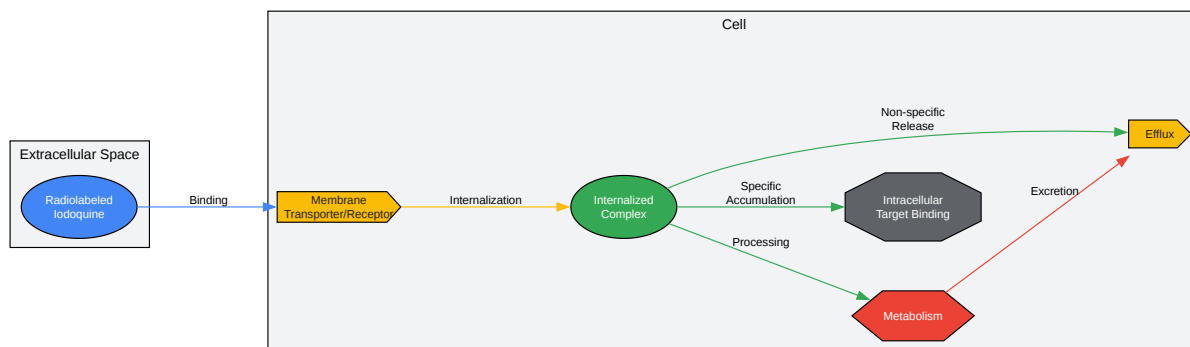 Cell
Extracellular Space
Radiolabeled
Iodoquine
Binding
Membrane
Transporter/Receptor
Internalization
Internalized
Complex
Non-specific
Release
Specific
Accumulation
Processing
Intracellular
Target Binding
Metabolism
Excretion
Efflux